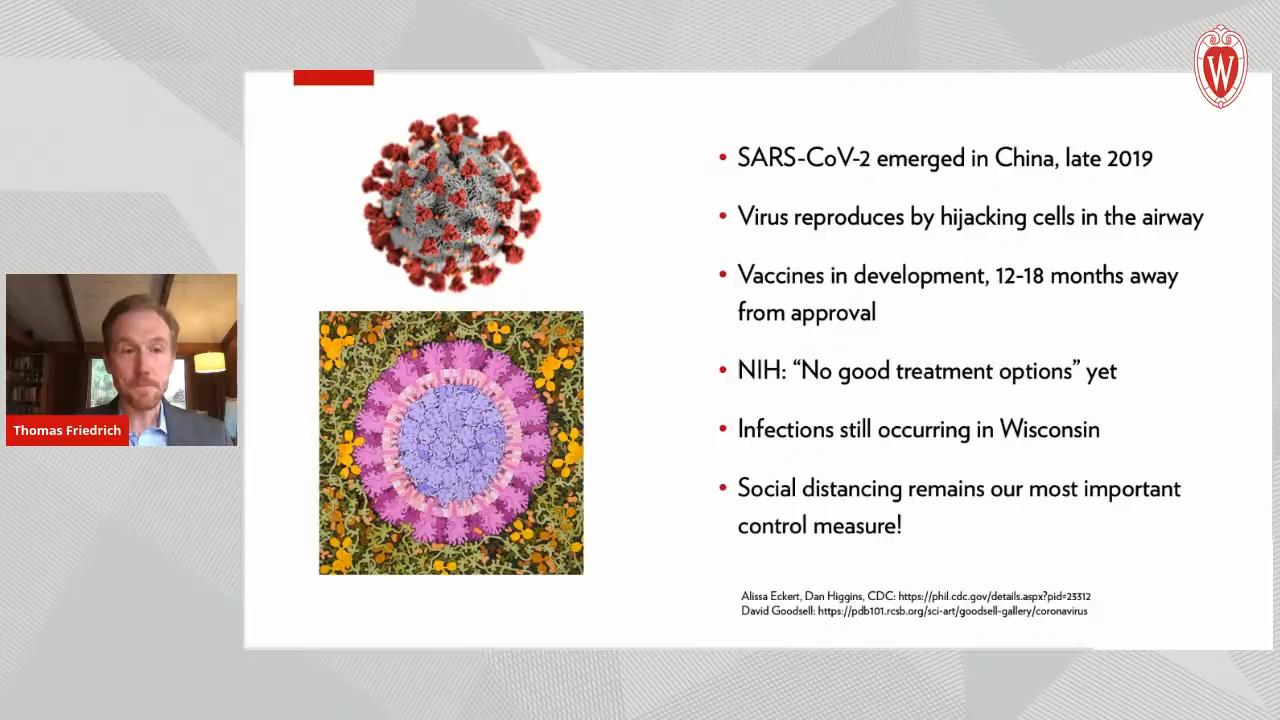 W
SARS-CoV-2 emerged in China, late 2019
Virus reproduces by hijacking cells in the airway
Vaccines in development, 12-18 months away
from approval
NIH: “No good treatment options” yet
Infections still occurring in Wisconsin
Social distancing remains our most important
control measure!
Thomas Friedrich
Alissa Eckert, Dan Higgins, CDC: https://phil.cdc.gov/details.aspx?pid=23312
David Goodsell: https://pdb101.rcsb.org/sci-art/goodsell-gallery/coronavirus